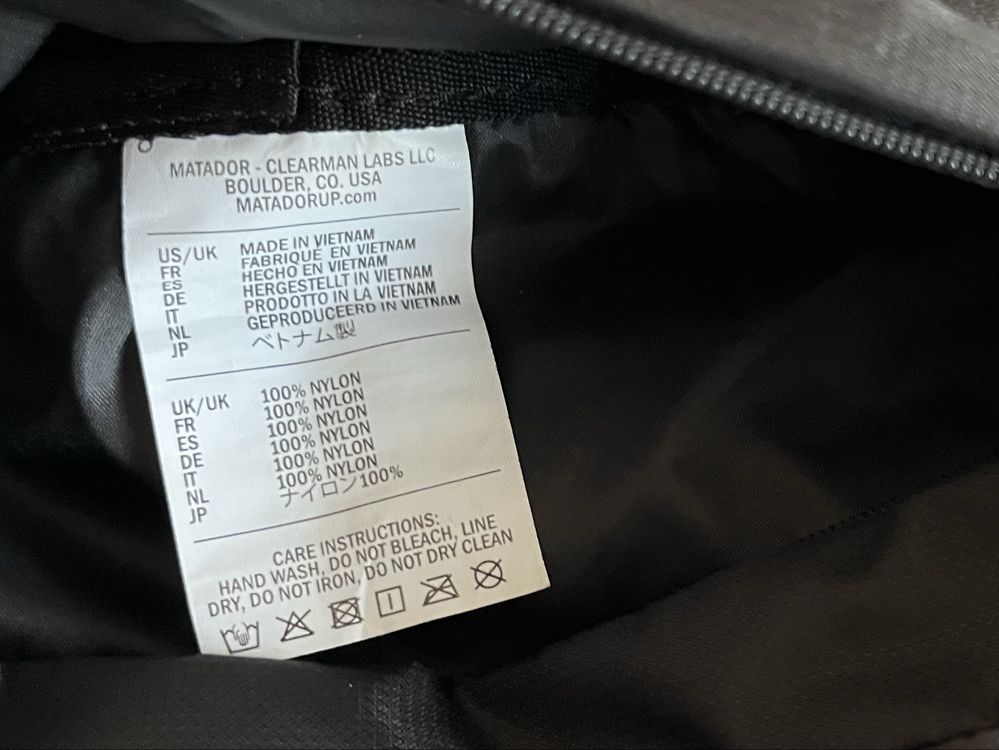 MATADOR - CLEARMAN LABS LLC
BOULDER, CO. USA
MATADORUP.com
US/UK MADE IN VIETNAM
FR FABRIQUE EN VIETNAM
ES HECHO EN VIETNAM
DE HERGESTELLT IN VIETNAM
IT PRODOTTO IN LA VIETNAM
NL GEPRODUCEERD IN VIETNAM
JP ベトナム製
UK/UK 100% NYLON
FR 100% NYLON
ES 100% NYLON
DE 100% NYLON
IT 100% NYLON
NL 100% NYLON
JP ナイロン100%
CARE INSTRUCTIONS:
HAND WASH, DO NOT BLEACH, LINE
DRY, DO NOT IRON, DO NOT DRY CLEAN